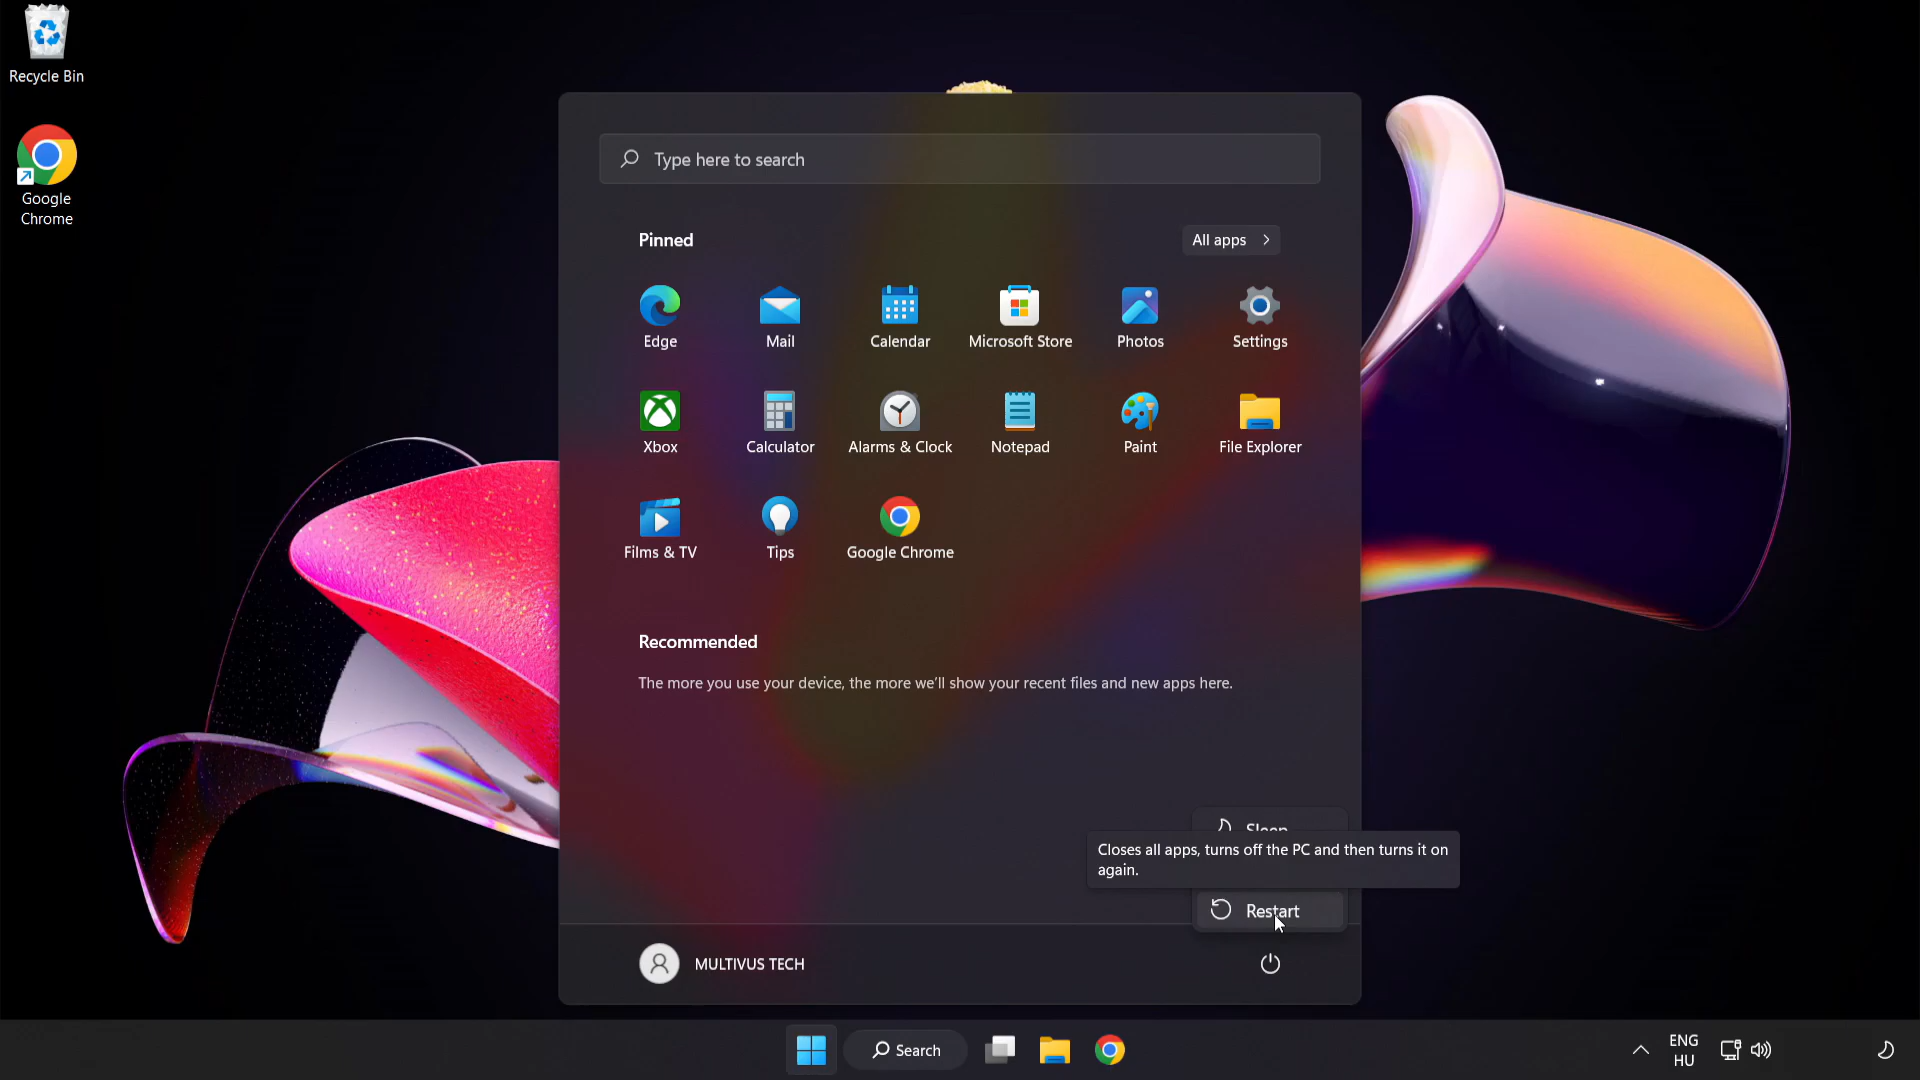 Recycle Bin
Google
Chrome
Type here to search
Pinned
All apps
Edge
Mail
Calendar
Microsoft Store
Photos
Settings
Xbox
Calculator
Alarms & Clock
Notepad
Paint
File Explorer
Films & TV
Tips
Google Chrome
Recommended
The more you use your device, the more we'll show your recent files and new apps here.
Sleep
Closes all apps, turns off the PC and then turns it on
again.
Restart
MULTIVUS TECH
Search
ENG
HU